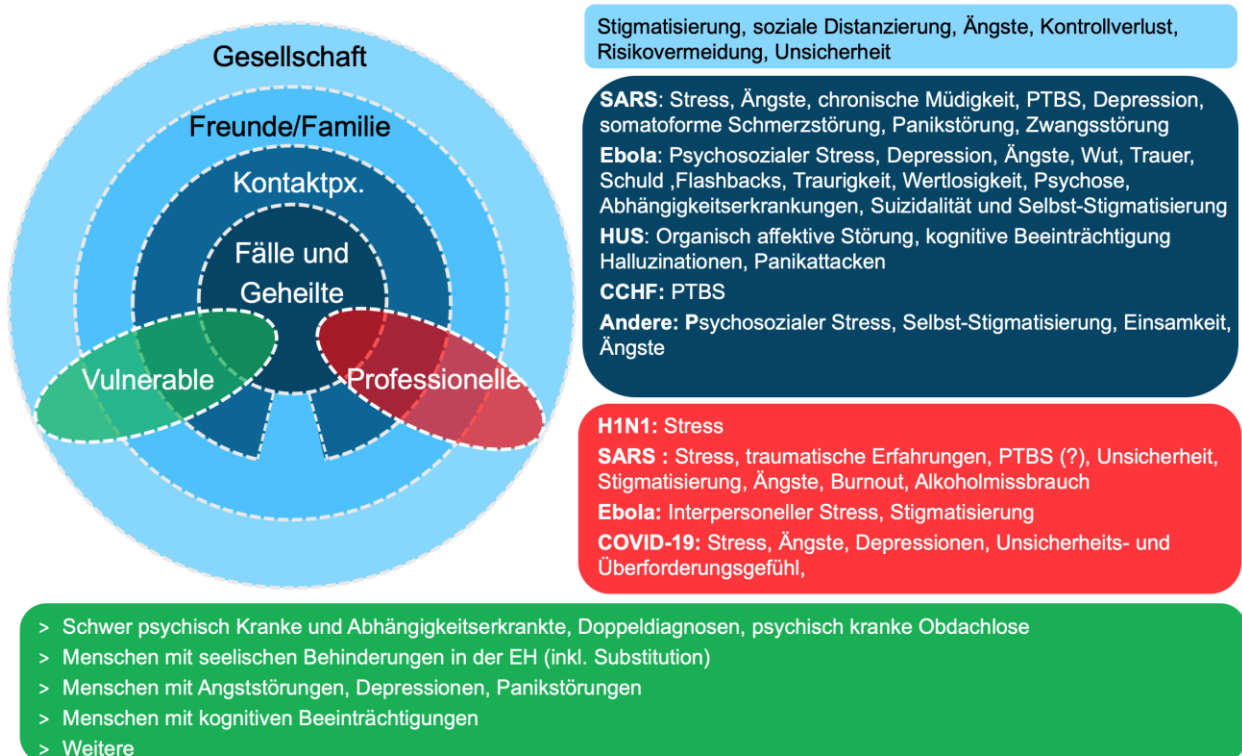 Gesellschaft
Freunde/Familie
Kontaktpx.
Fälle und
Geheilte
Vulnerable
Professionelle
Stigmatisierung, soziale Distanzierung, Ängste, Kontrollverlust,
Risikovermeidung, Unsicherheit
SARS: Stress, Ängste, chronische Müdigkeit, PTBS, Depression,
somatoforme Schmerzstörung, Panikstörung, Zwangsstörung
Ebola: Psychosozialer Stress, Depression, Ängste, Wut, Trauer,
Schuld ,Flashbacks, Traurigkeit, Wertlosigkeit, Psychose,
Abhängigkeitserkrankungen, Suizidalität und Selbst-Stigmatisierung
HUS: Organisch affektive Störung, kognitive Beeinträchtigung
Halluzinationen, Panikattacken
CCHF: PTBS
Andere: Psychosozialer Stress, Selbst-Stigmatisierung, Einsamkeit,
Ängste
H1N1: Stress
SARS : Stress, traumatische Erfahrungen, PTBS (?), Unsicherheit,
Stigmatisierung, Ängste, Burnout, Alkoholmissbrauch
Ebola: Interpersoneller Stress, Stigmatisierung
COVID-19: Stress, Ängste, Depressionen, Unsicherheits- und
Überforderungsgefühl,
> Schwer psychisch Kranke und Abhängigkeitserkrankte, Doppeldiagnosen, psychisch kranke Obdachlose
> Menschen mit seelischen Behinderungen in der EH (inkl. Substitution)
> Menschen mit Angststörungen, Depressionen, Panikstörungen
> Menschen mit kognitiven Beeinträchtigungen
> Weitere